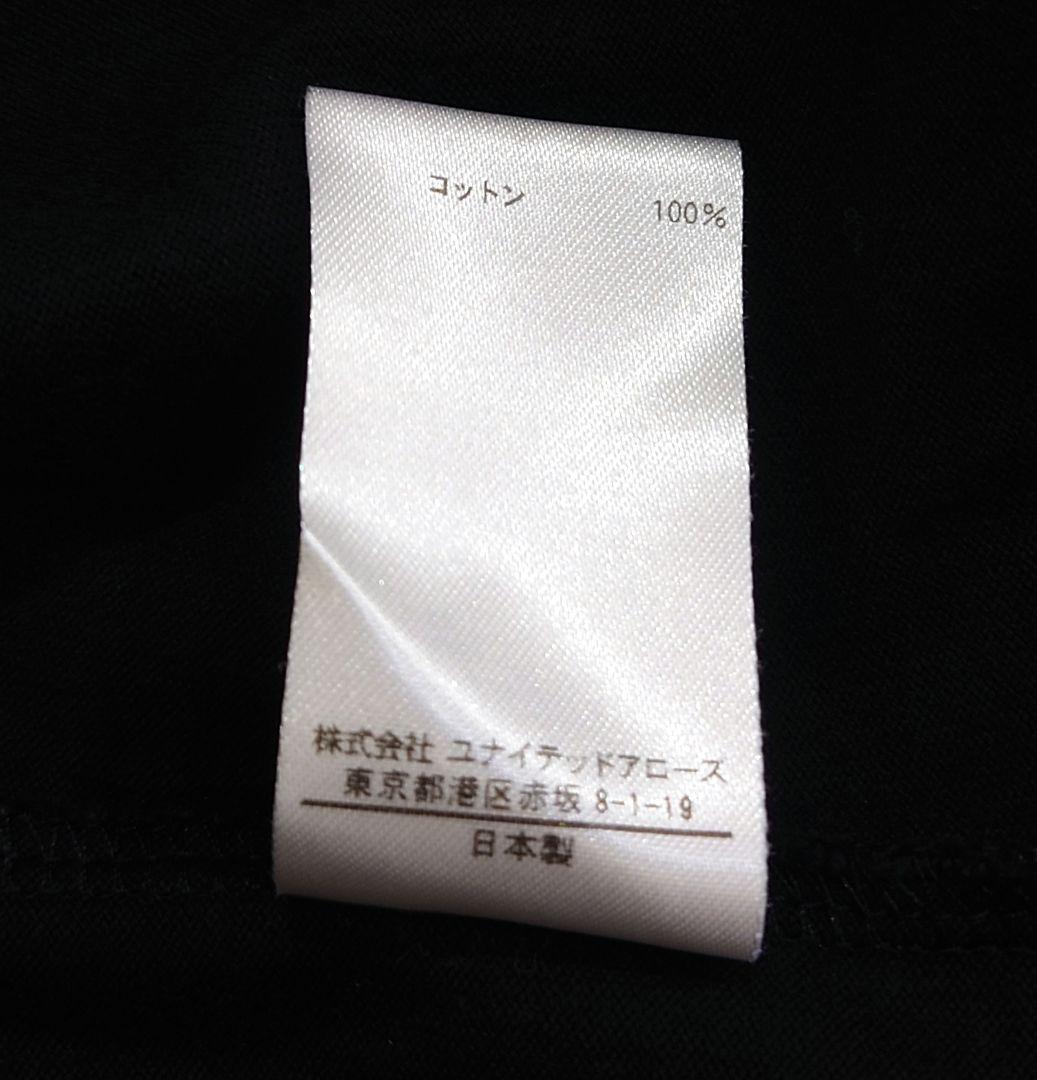 コットン 100%
株式会社 ユナイテッドアローズ
東京都港区赤坂 8-1-19
日本製